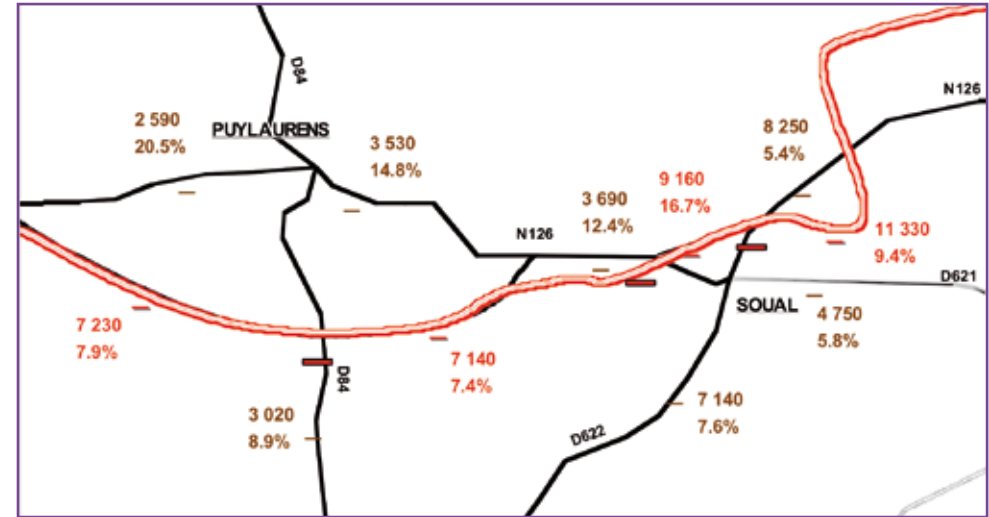 D84
N126
2 590
20.5%
PUYLAURENS
3 530
14.8%
8 250
5.4%
9 160
16.7%
3 690
12.4%
N126
11 330
9.4%
D621
SOUAL
4 750
5.8%
7 230
7.9%
7 140
7.4%
D84
3 020
8.9%
7 140
7.6%
D622